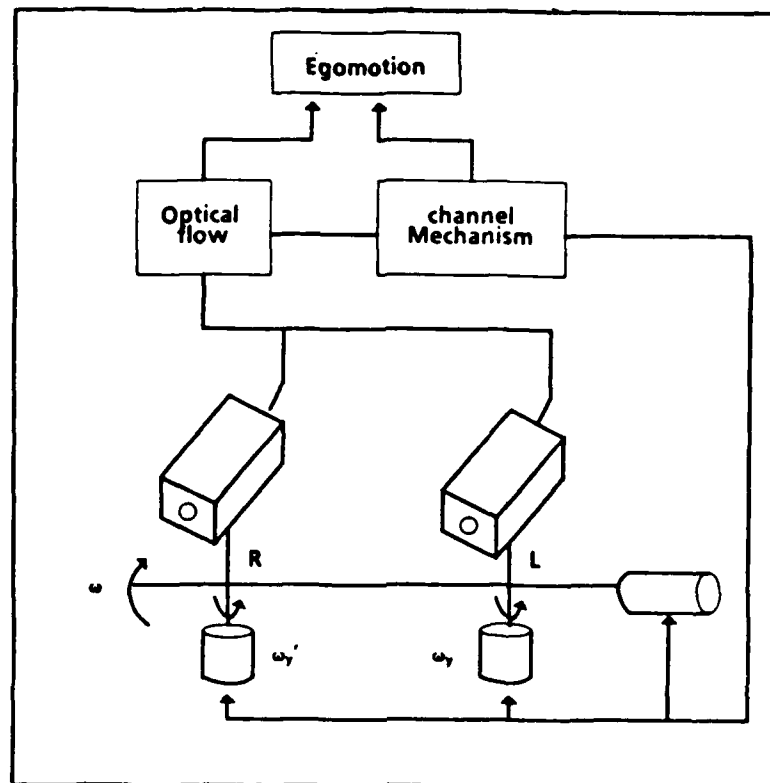 Egomotion
Optical
flow
channel
Mechanism
R
L
ω
ωy'
ωy